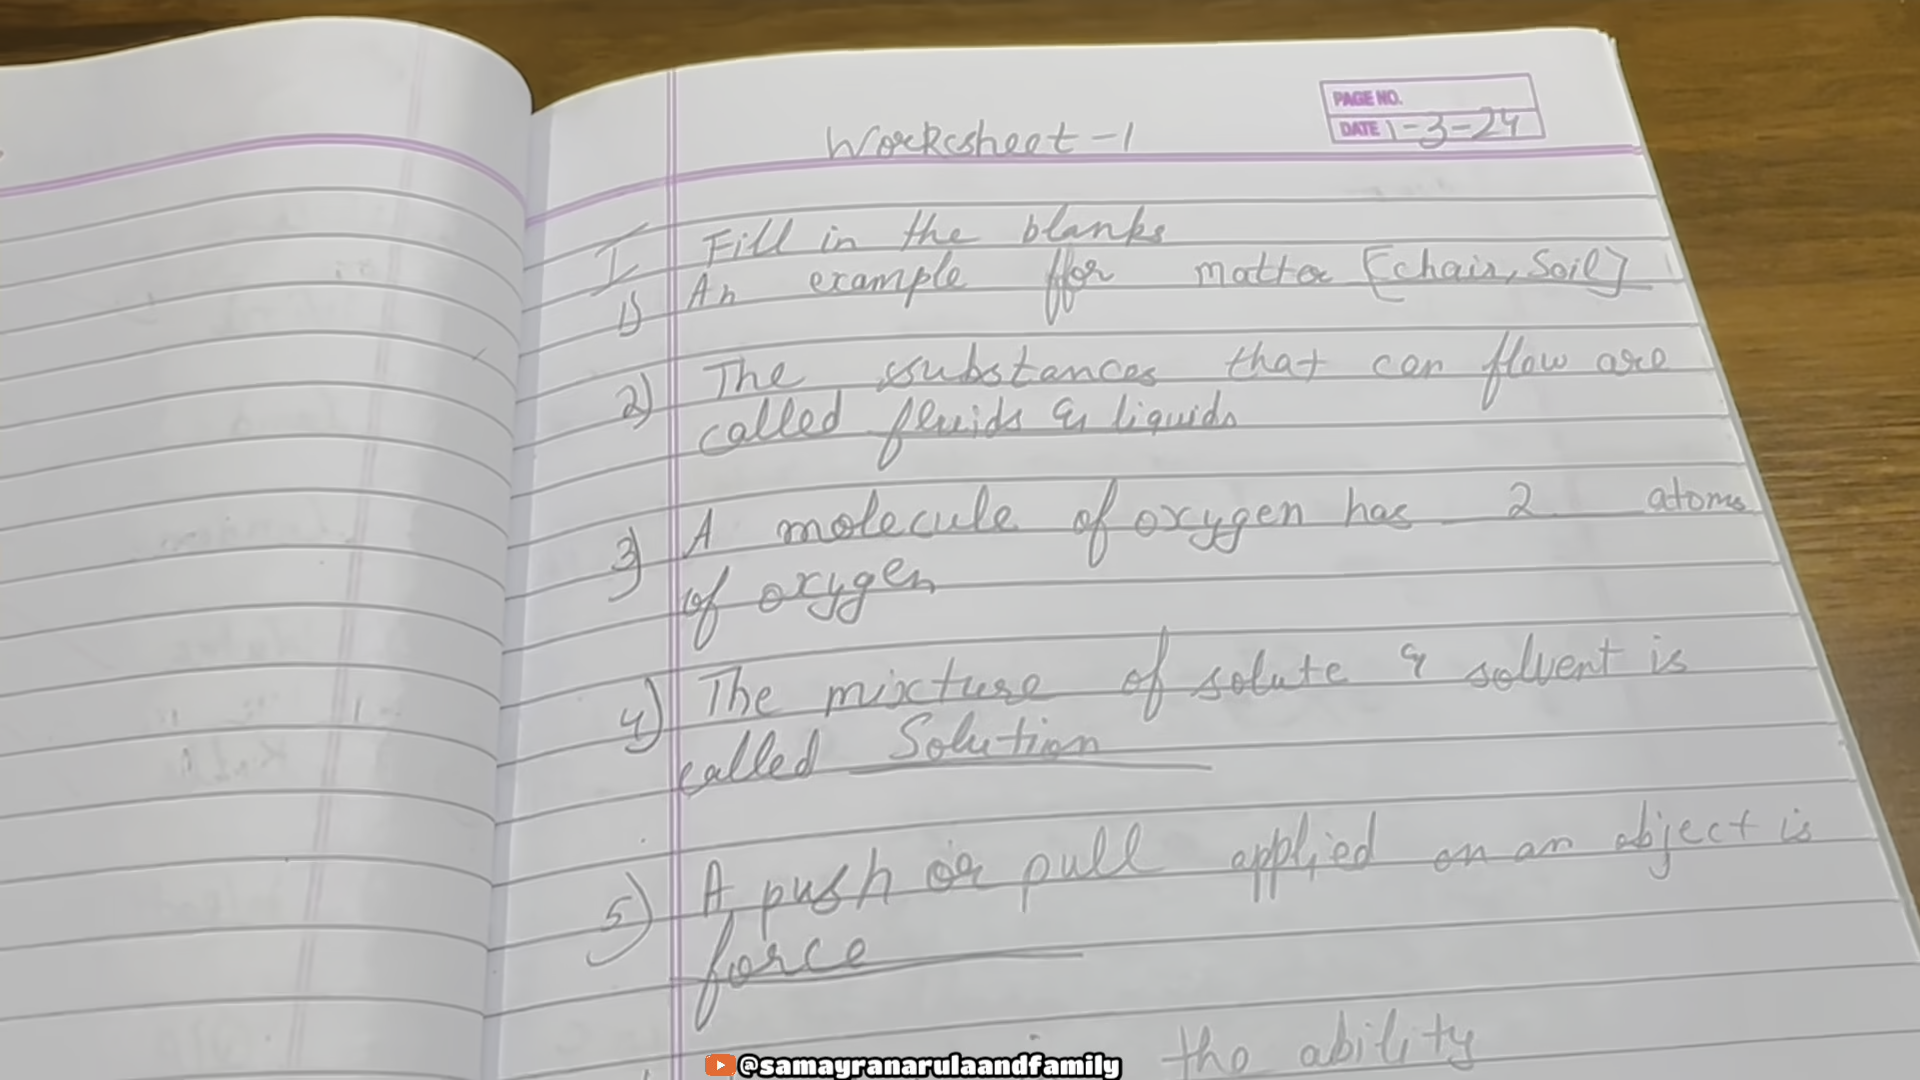 PAGE NO.
DATE 1-3-24
Worksheet-1
I Fill in the blanks
1) An example ffor matter [chair, Soil]
2) The substances that can flow are
called fluids & liquids
3) A molecule of oxygen has 2 atoms
of oxygen
4) The mixture of solute & solvent is
called Solution
5) A push or pull applied on an object is
force
the ability
@samayranarulaandfamily